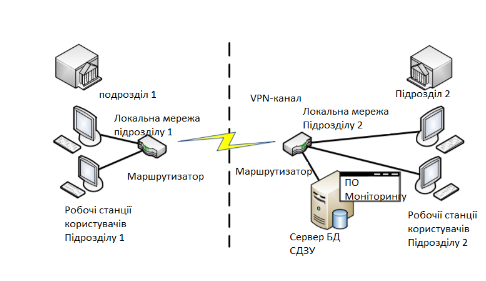 подрозділ 1
Локальна мережа
підрозділу 1
Маршрутизатор
Робочі станції
користувачів
Підрозділу 1
VPN-канал
Підрозділ 2
Локальна мережа
Підрозділу 2
Маршрутизатор
ПО
Моніторингу
Сервер БД
СДЗУ
Робочіі станції
користувачів
Підрозділу 2